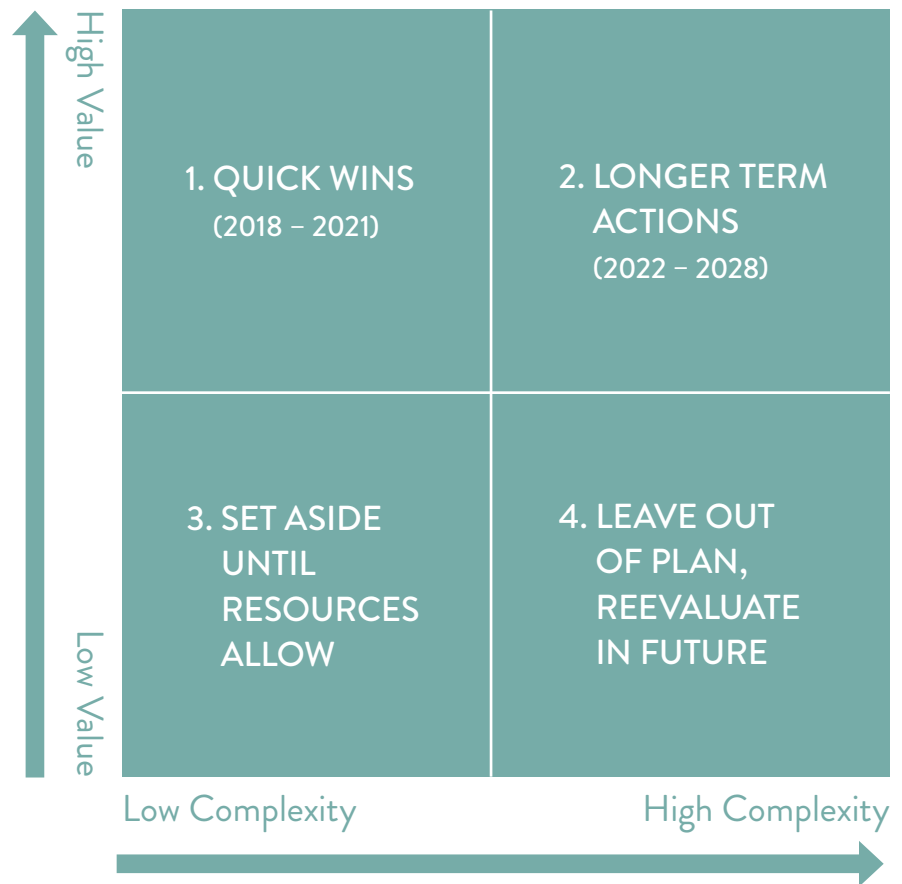 High Value
1. QUICK WINS
(2018 – 2021)
2. LONGER TERM
ACTIONS
(2022 – 2028)
Low Value
3. SET ASIDE
UNTIL
RESOURCES
ALLOW
4. LEAVE OUT
OF PLAN,
REEVALUATE
IN FUTURE
Low Complexity
High Complexity